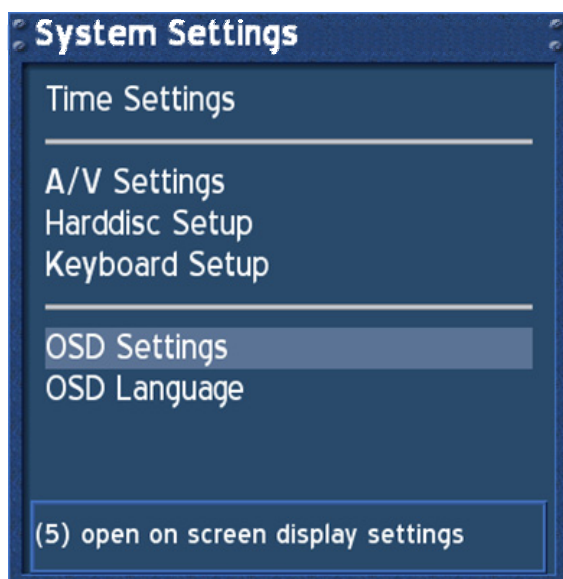 System Settings
Time Settings
A/V Settings
Harddisc Setup
Keyboard Setup
OSD Settings
OSD Language
(5) open on screen display settings